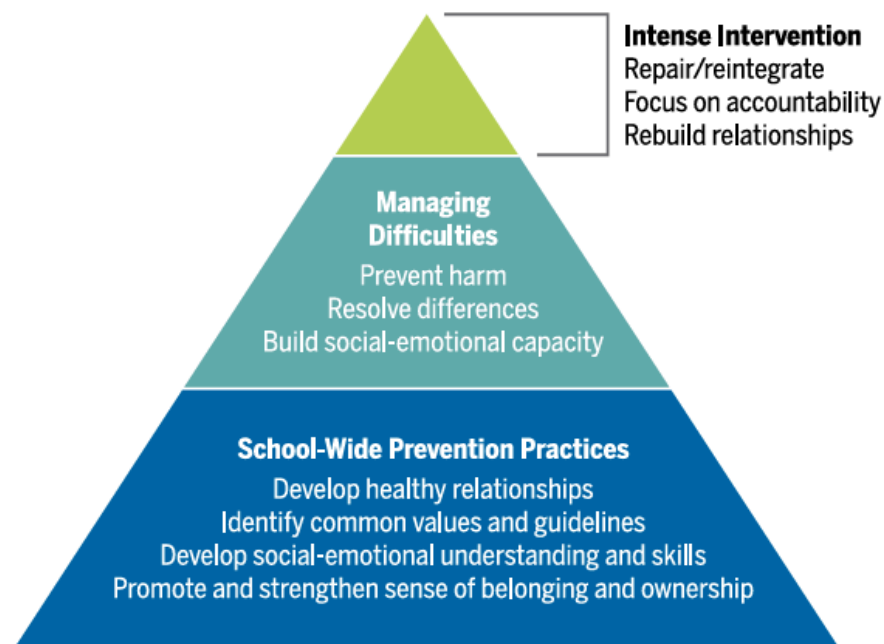 Intense Intervention
Repair/reintegrate
Focus on accountability
Rebuild relationships
Managing
Difficulties
Prevent harm
Resolve differences
Build social-emotional capacity
School-Wide Prevention Practices
Develop healthy relationships
Identify common values and guidelines
Develop social-emotional understanding and skills
Promote and strengthen sense of belonging and ownership